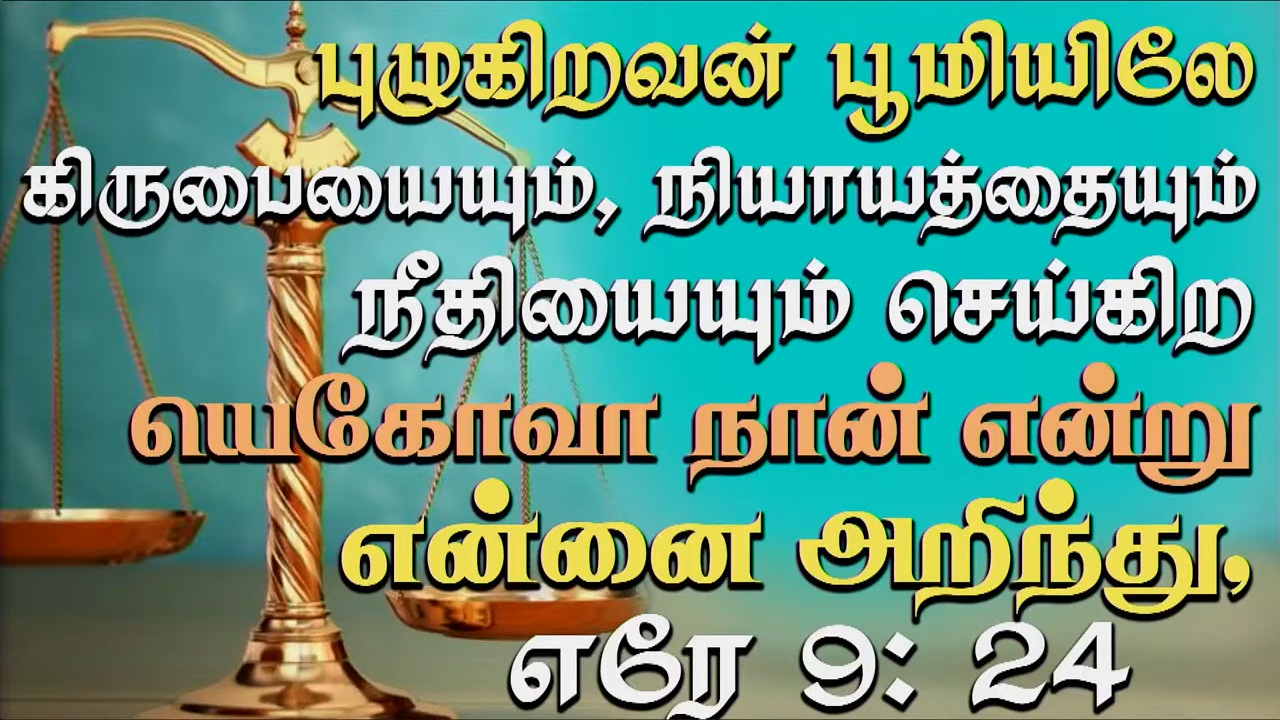 புழுகிறவன் பூமியிலே
கிருபையையும், நியாயத்தையும்
நீதியையும் செய்கிற
யெகோவா நான் என்று
என்னை அறிந்து,
எரே 9: 24